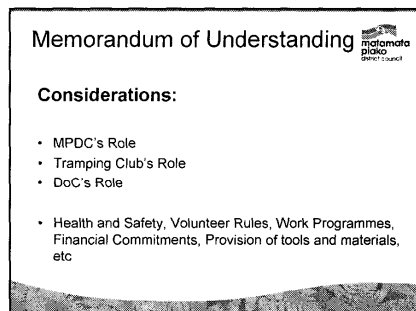 Memorandum of Understanding
matamata
piako
district council
Considerations:
• MPDC's Role
• Tramping Club's Role
• DoC's Role
• Health and Safety, Volunteer Rules, Work Programmes,
Financial Commitments, Provision of tools and materials,
etc